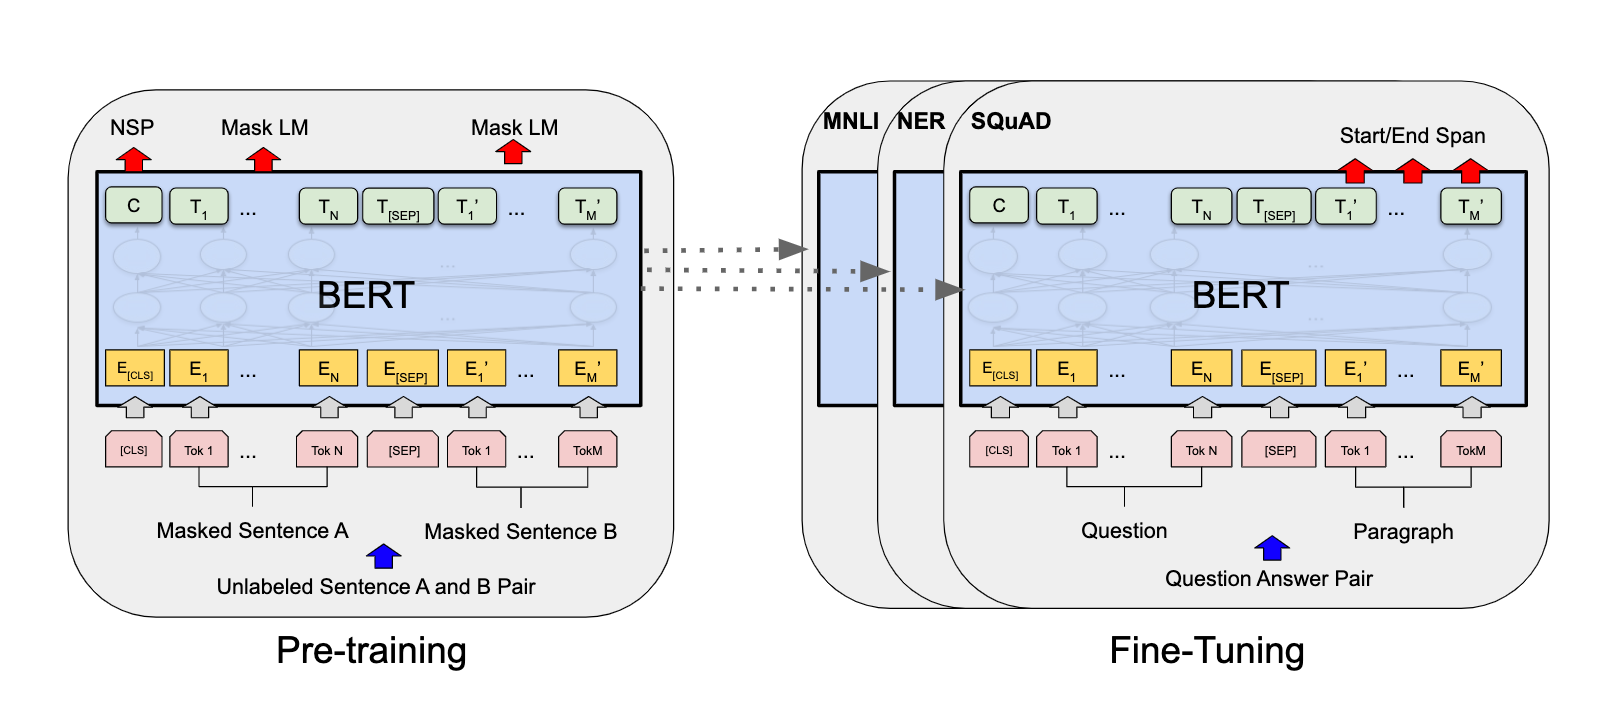 NSP Mask LM Mask LM
C T1 ... TN T[SEP] T1’ ... TM’
...
BERT
...
E[CLS] E1 ... EN E[SEP] E1’ ... EM’
[CLS] Tok 1 ... Tok N [SEP] Tok 1 ... TokM
Masked Sentence A Masked Sentence B
Unlabeled Sentence A and B Pair
Pre-training
MNLI NER SQuAD
Start/End Span
C T1 ... TN T[SEP] T1’ ... TM’
...
BERT
...
E[CLS] E1 ... EN E[SEP] E1’ ... EM’
[CLS] Tok 1 ... Tok N [SEP] Tok 1 ... TokM
Question Paragraph
Question Answer Pair
Fine-Tuning